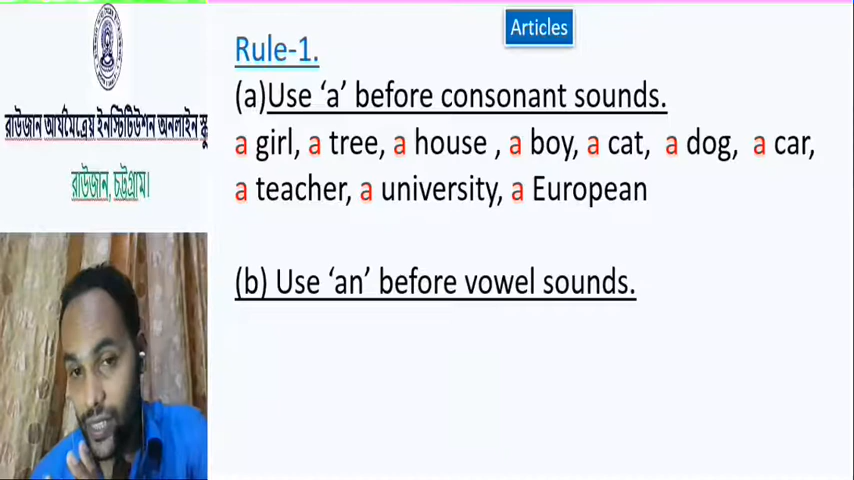 Articles
Rule-1.
(a)Use ‘a’ before consonant sounds.
a girl, a tree, a house , a boy, a cat, a dog, a car,
a teacher, a university, a European
(b) Use ‘an’ before vowel sounds.
রাউজান আর্যমৈত্রেয় ইনস্টিটিউশন অনলাইন স্কু
রাউজান, চট্টগ্রাম।